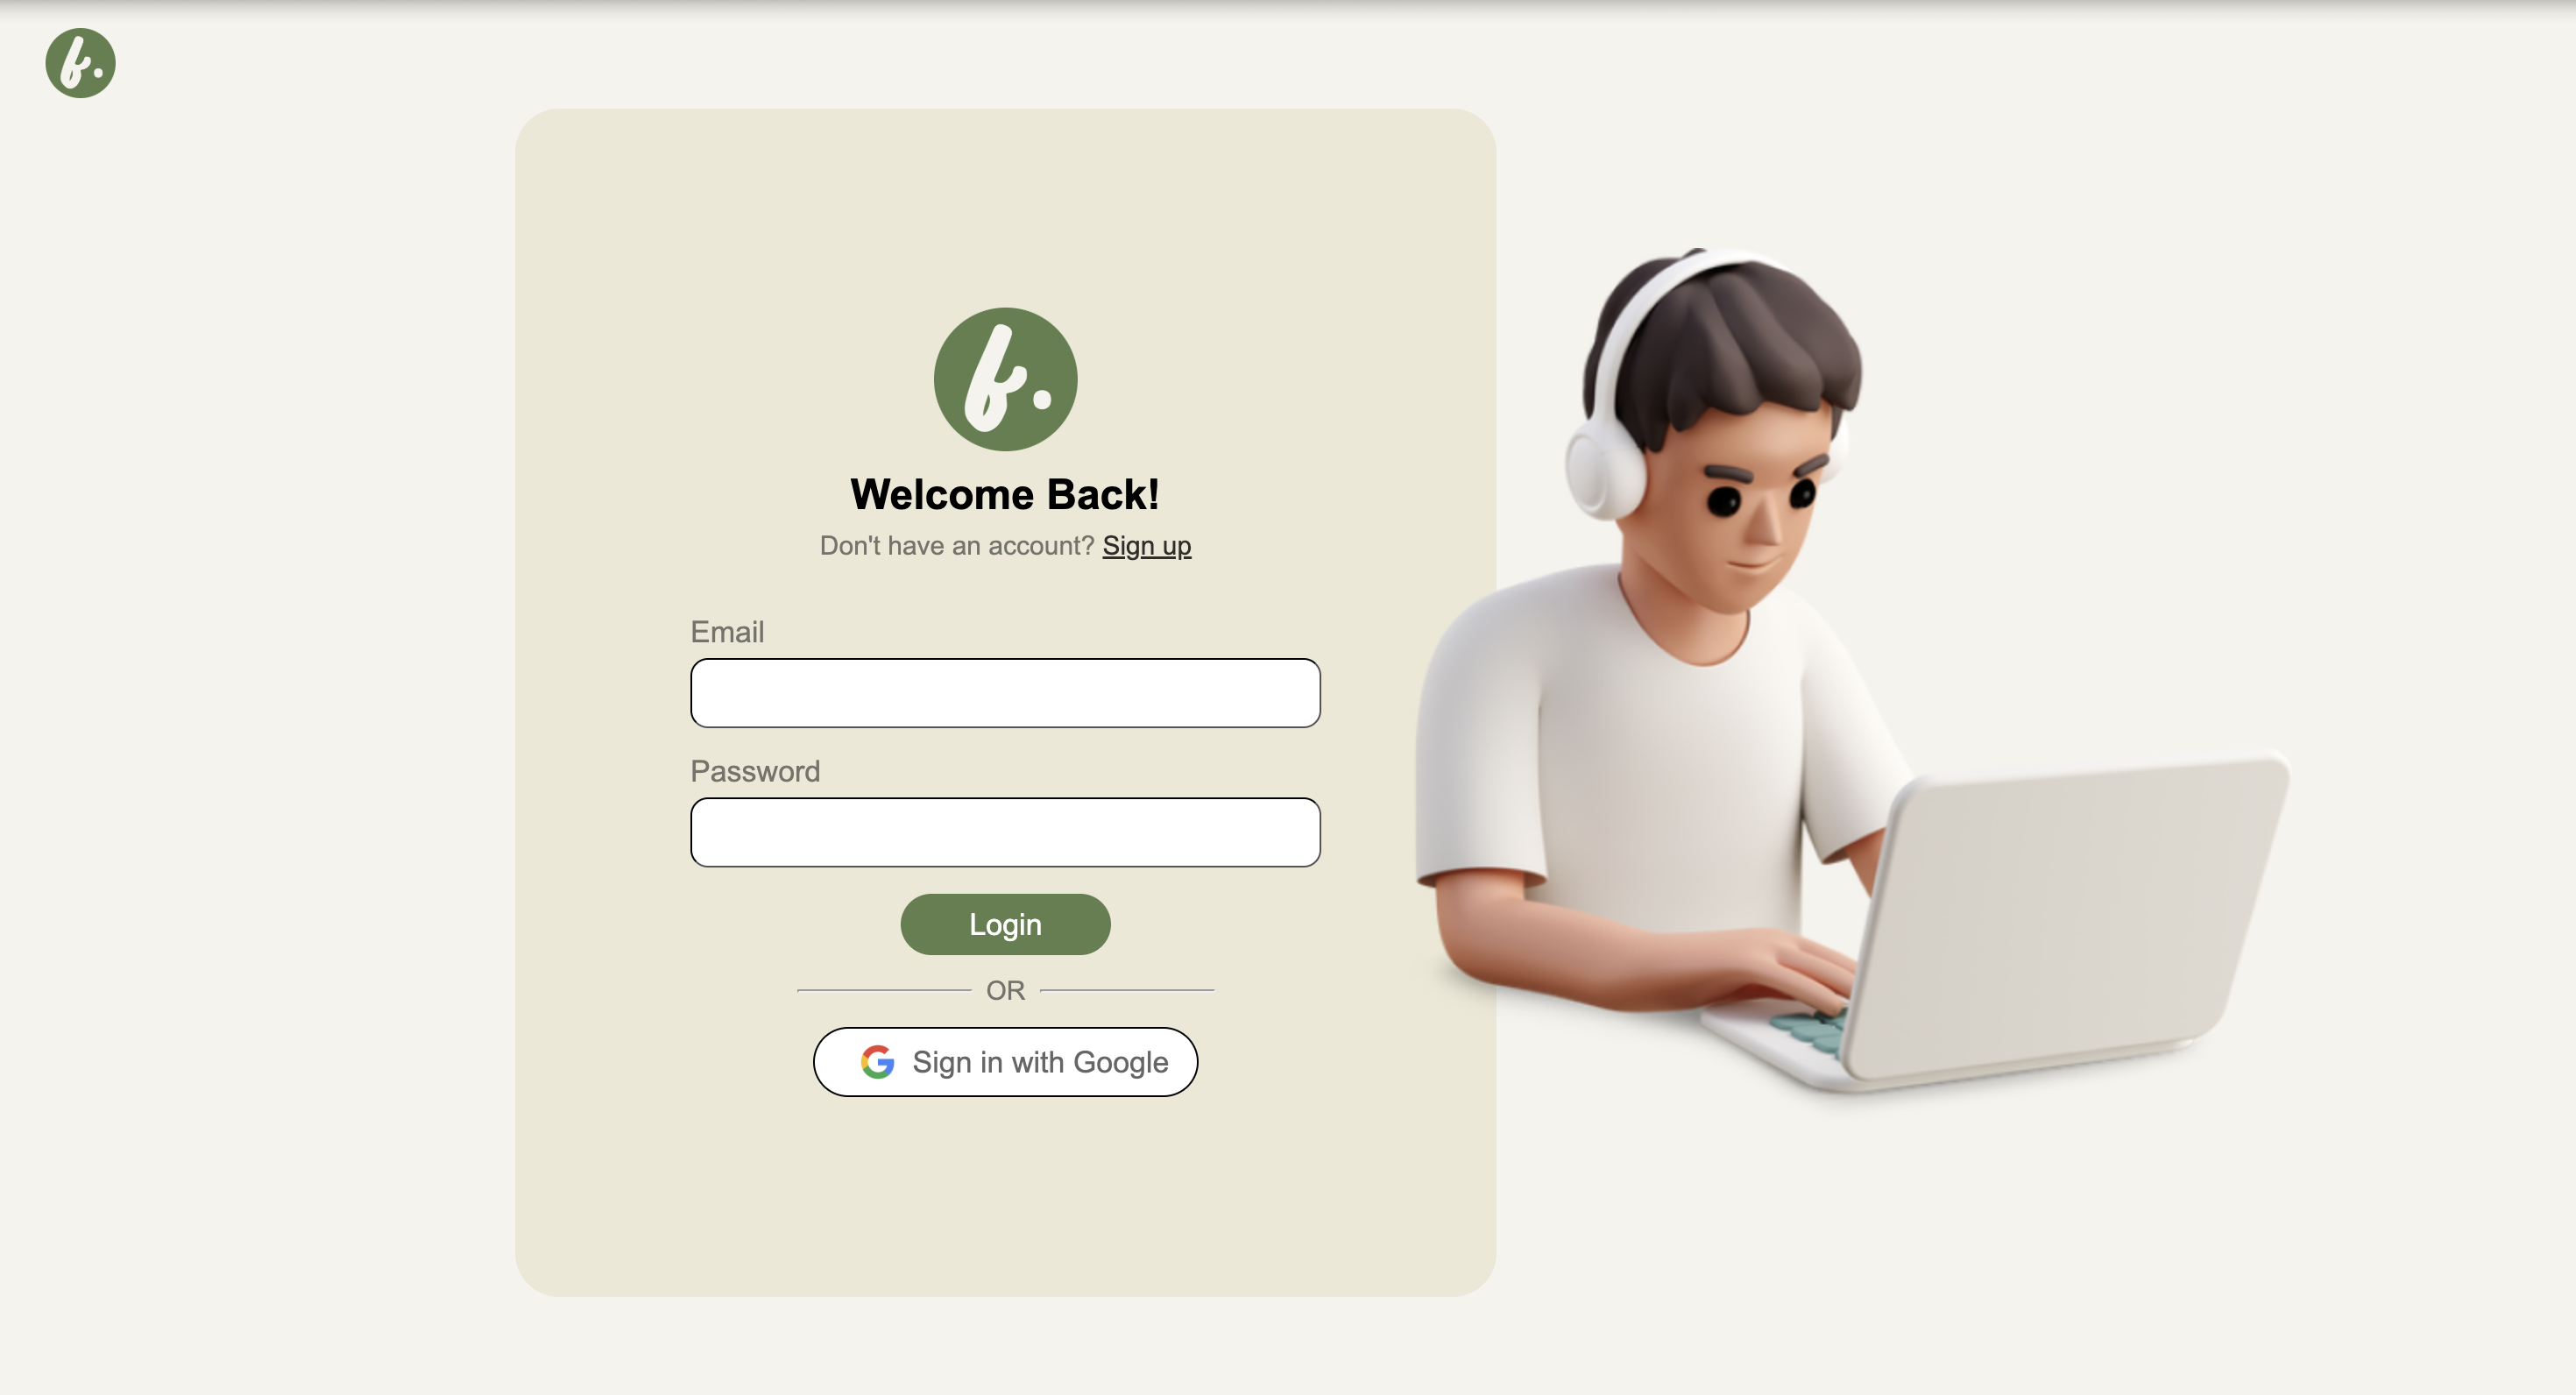 f.
f.
Welcome Back!
Don't have an account? Sign up
Email
Password
Login
OR
Sign in with Google